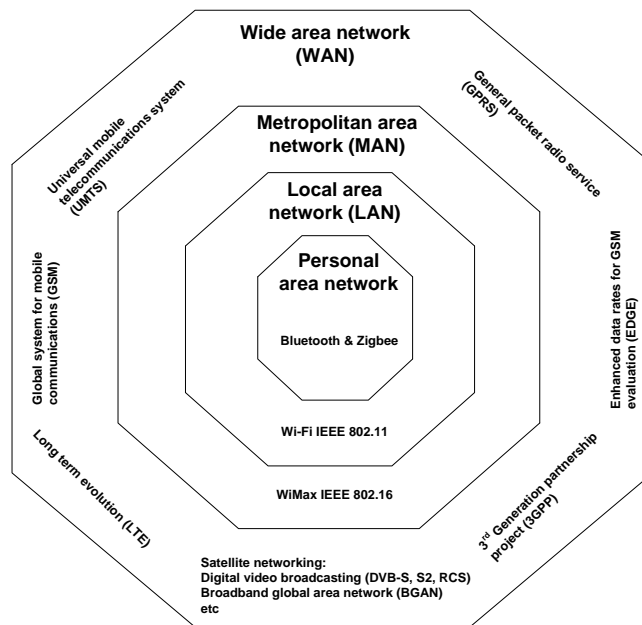 Wide area network
(WAN)
Universal mobile
telecommunications system
(UMTS)
General packet radio service
(GPRS)
Metropolitan area
network (MAN)
Local area
network (LAN)
Personal
area network
Bluetooth & Zigbee
Global system for mobile
communications (GSM)
Enhanced data rates for GSM
evaluation (EDGE)
Wi-Fi IEEE 802.11
Long term evolution (LTE)
WiMax IEEE 802.16
3rd Generation partnership
project (3GPP)
Satellite networking:
Digital video broadcasting (DVB-S, S2, RCS)
Broadband global area network (BGAN)
etc